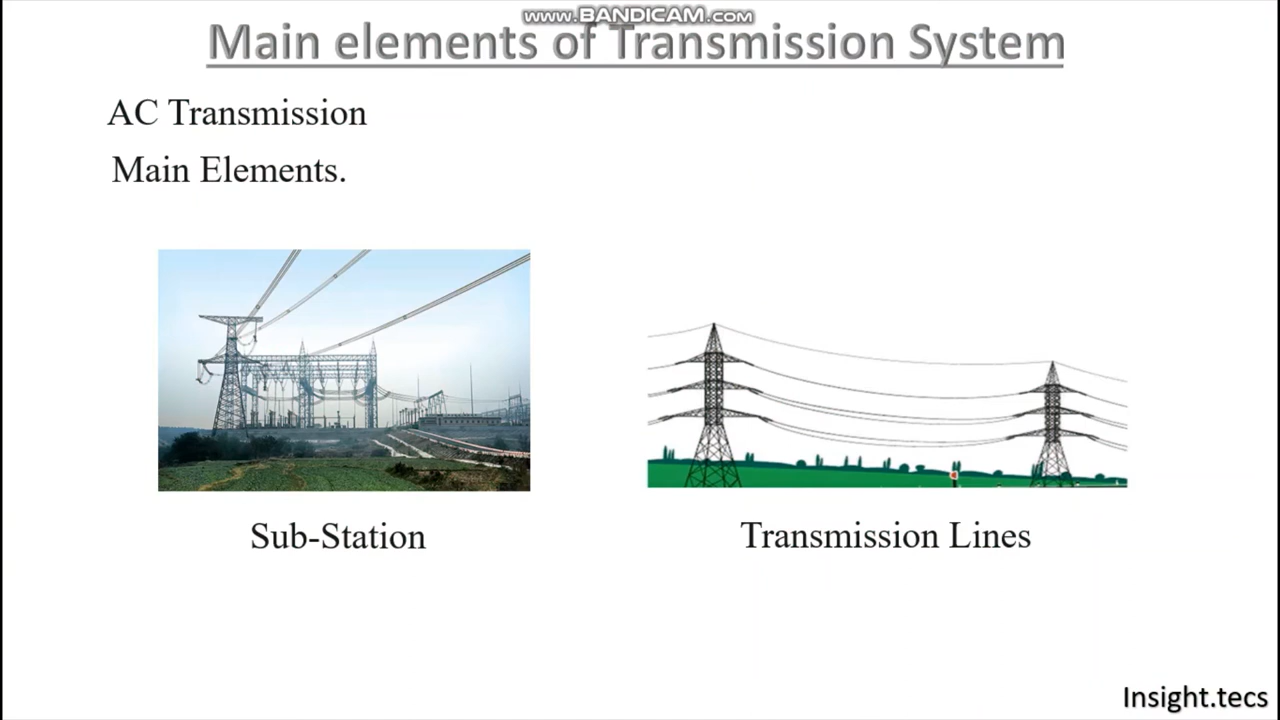 www.BANDICAM.com
Main elements of Transmission System
AC Transmission
Main Elements.
Sub-Station
Transmission Lines
Insight.tecs